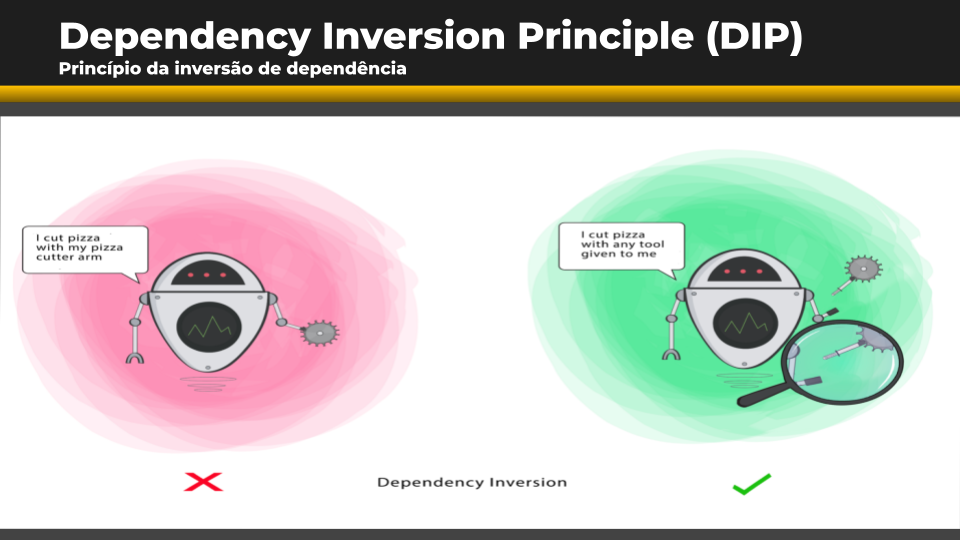 Dependency Inversion Principle (DIP)
Princípio da inversão de dependência
I cut pizza
with my pizza
cutter arm
I cut pizza
with any tool
given to me
Dependency Inversion